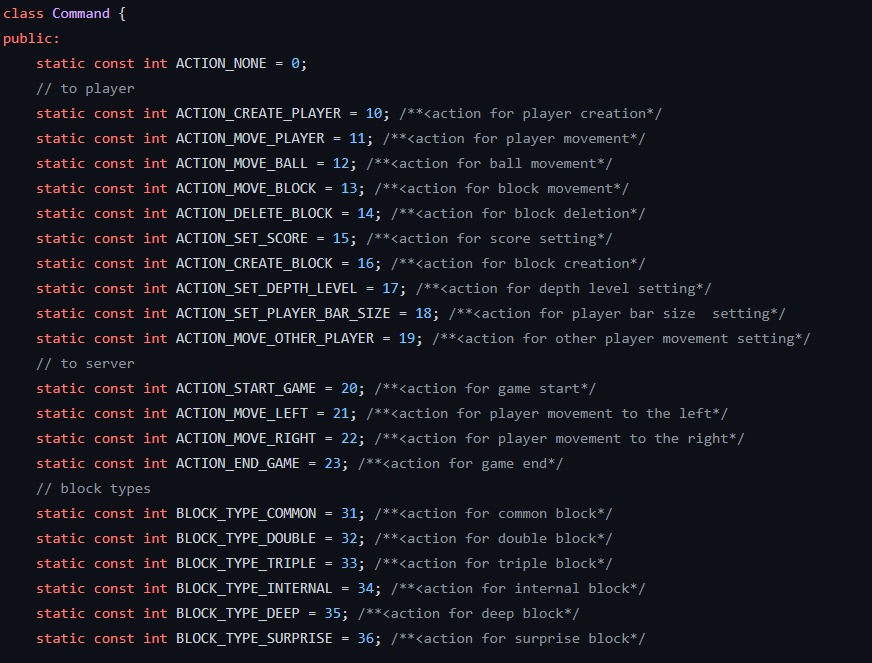 class Command {
public:
    static const int ACTION_NONE = 0;
    // to player
    static const int ACTION_CREATE_PLAYER = 10; /**<action for player creation*/
    static const int ACTION_MOVE_PLAYER = 11; /**<action for player movement*/
    static const int ACTION_MOVE_BALL = 12; /**<action for ball movement*/
    static const int ACTION_MOVE_BLOCK = 13; /**<action for block movement*/
    static const int ACTION_DELETE_BLOCK = 14; /**<action for block deletion*/
    static const int ACTION_SET_SCORE = 15; /**<action for score setting*/
    static const int ACTION_CREATE_BLOCK = 16; /**<action for block creation*/
    static const int ACTION_SET_DEPTH_LEVEL = 17; /**<action for depth level setting*/
    static const int ACTION_SET_PLAYER_BAR_SIZE = 18; /**<action for player bar size  setting*/
    static const int ACTION_MOVE_OTHER_PLAYER = 19; /**<action for other player movement setting*/
    // to server
    static const int ACTION_START_GAME = 20; /**<action for game start*/
    static const int ACTION_MOVE_LEFT = 21; /**<action for player movement to the left*/
    static const int ACTION_MOVE_RIGHT = 22; /**<action for player movement to the right*/
    static const int ACTION_END_GAME = 23; /**<action for game end*/
    // block types
    static const int BLOCK_TYPE_COMMON = 31; /**<action for common block*/
    static const int BLOCK_TYPE_DOUBLE = 32; /**<action for double block*/
    static const int BLOCK_TYPE_TRIPLE = 33; /**<action for triple block*/
    static const int BLOCK_TYPE_INTERNAL = 34; /**<action for internal block*/
    static const int BLOCK_TYPE_DEEP = 35; /**<action for deep block*/
    static const int BLOCK_TYPE_SURPRISE = 36; /**<action for surprise block*/